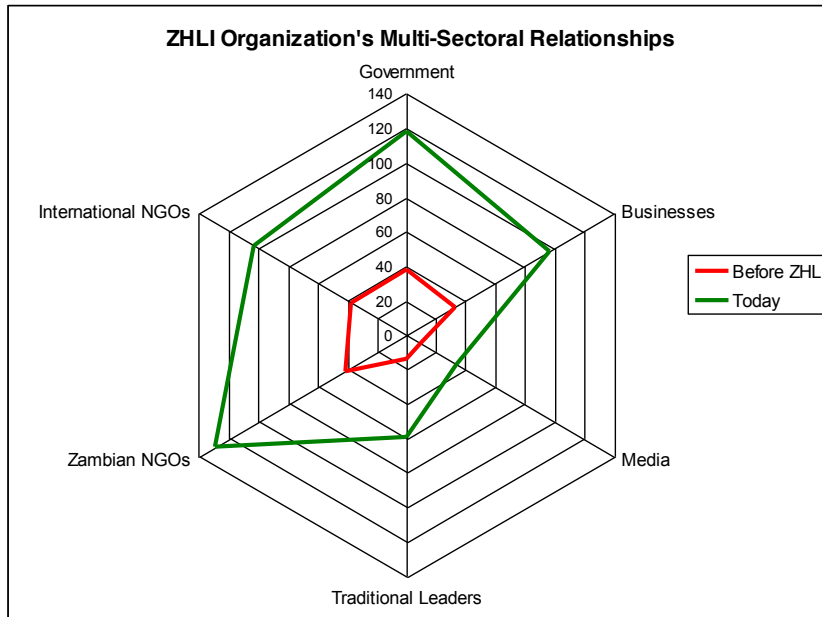 ZHLI Organization's Multi-Sectoral Relationships
Government
140
120
100
80
60
40
20
0
International NGOs
Businesses
Before ZHL
Today
Zambian NGOs
Media
Traditional Leaders